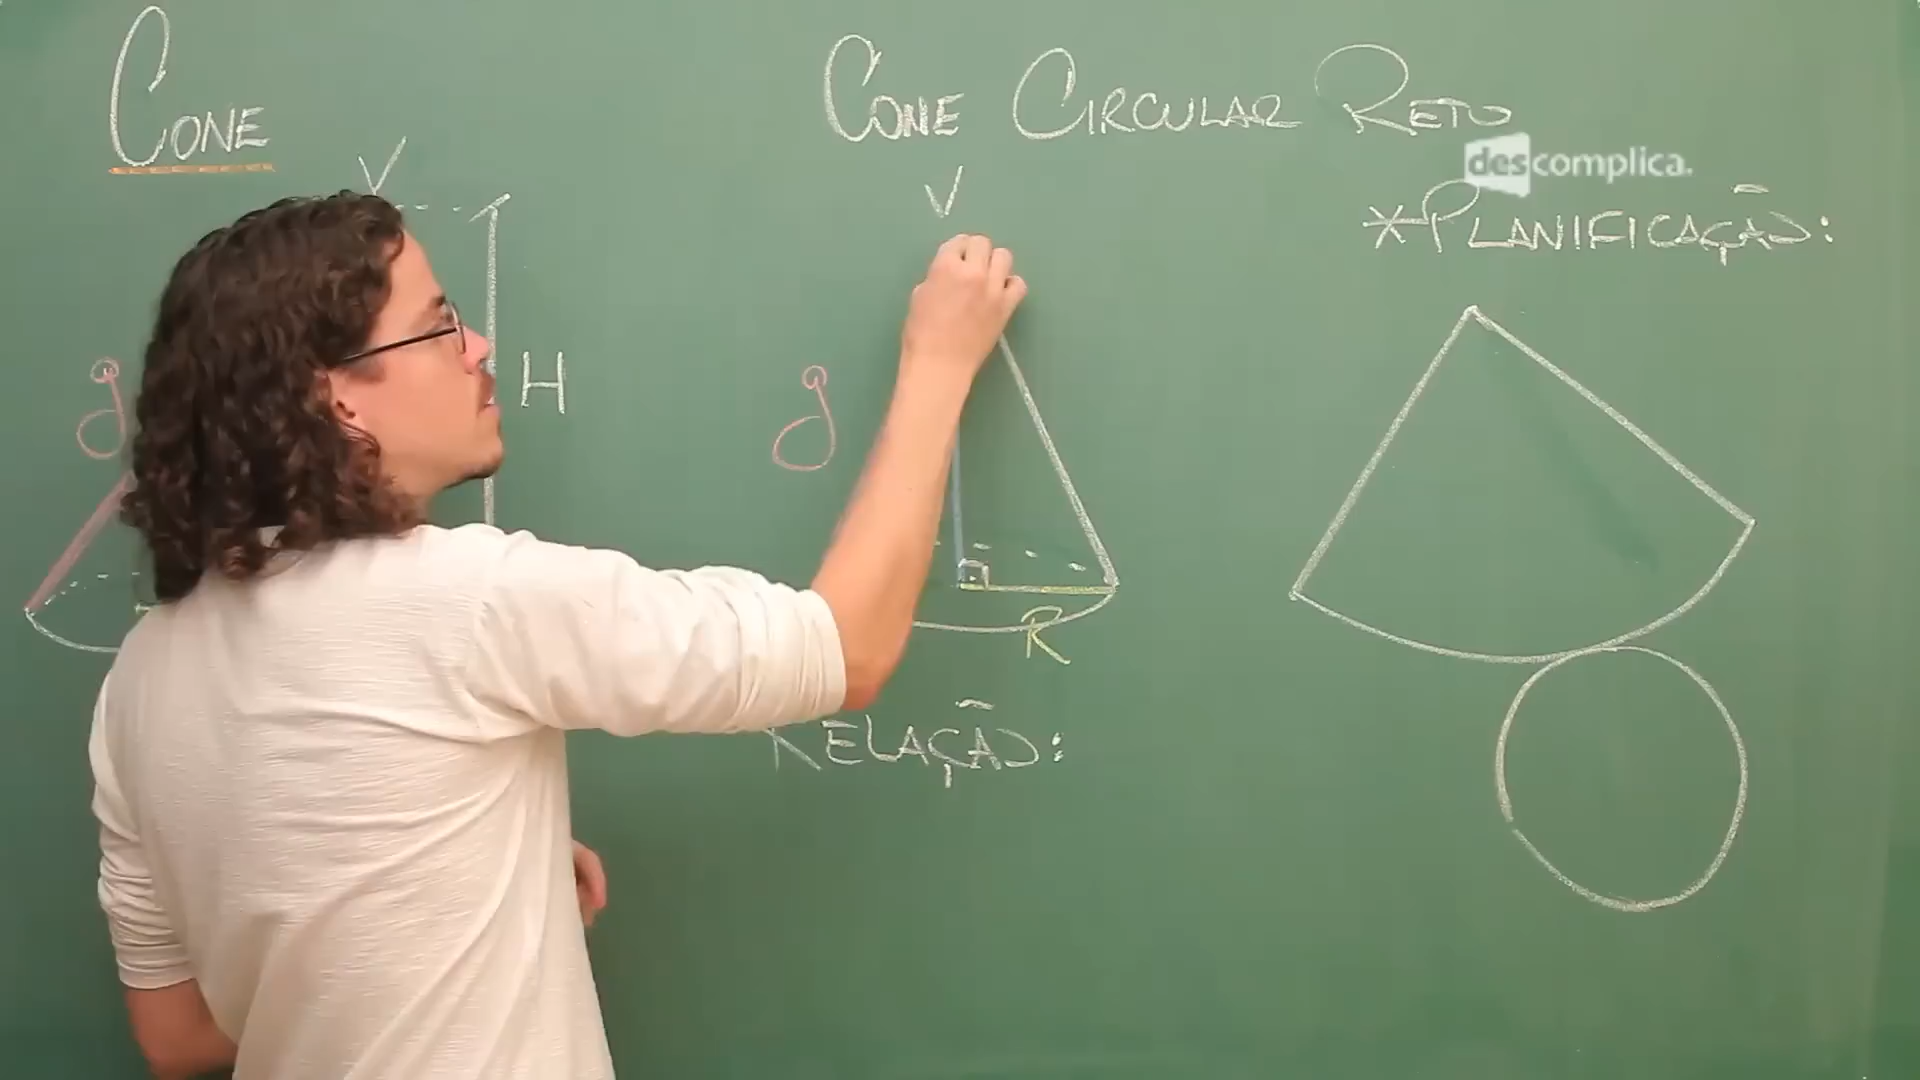 CONE
V
H
g
CONE CIRCULAR RETO
descomplica.
V
g
R
RELAÇÃO:
*PLANIFICAÇÃO: